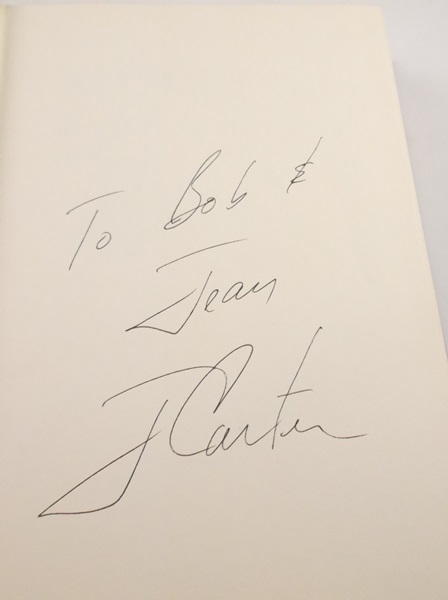 To Bob &
Jean
J Carter